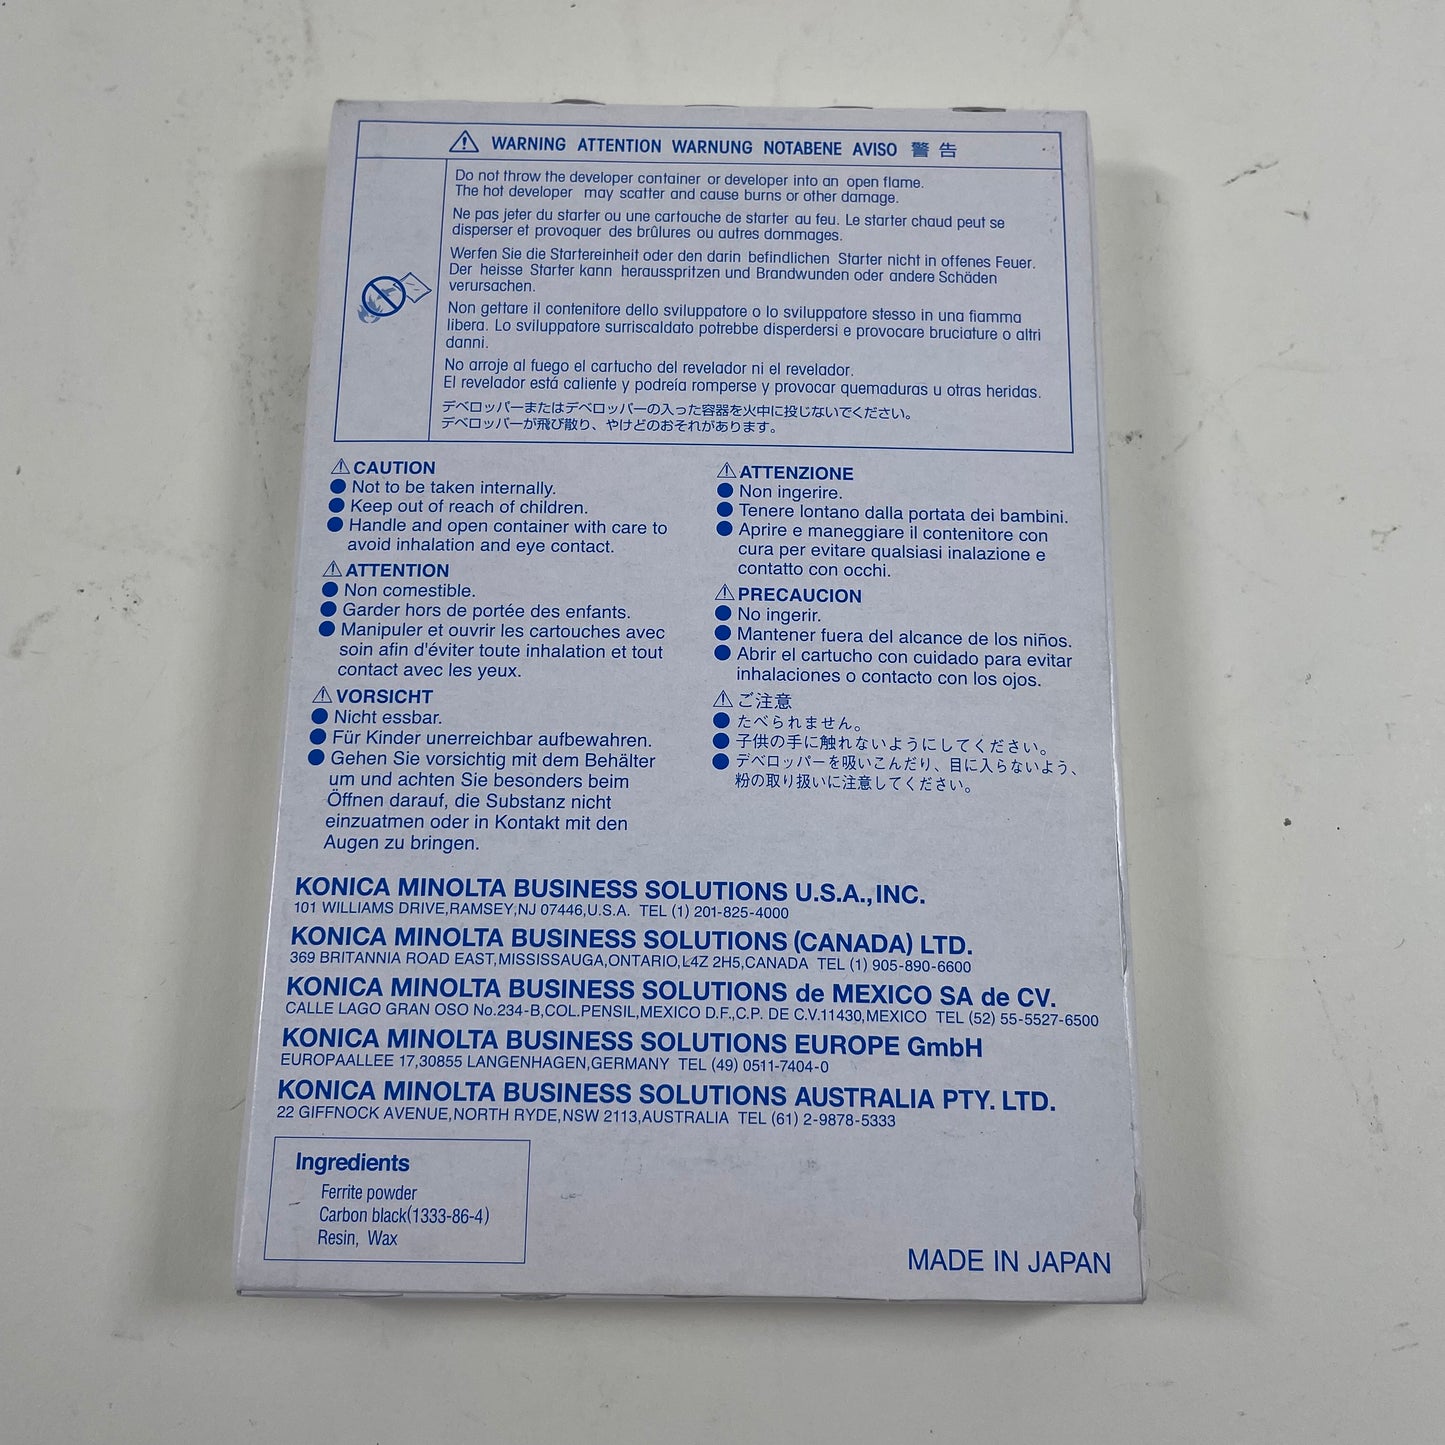 WARNING ATTENTION WARNUNG NOTABENE AVISO 警告
Do not throw the developer container or developer into an open flame.
The hot developer may scatter and cause burns or other damage.
Ne pas jeter du starter ou une cartouche de starter au feu. Le starter chaud peut se
disperser et provoquer des brûlures ou autres dommages.
Werfen Sie die Startereinheit oder den darin befindlichen Starter nicht in offenes Feuer.
Der heisse Starter kann herausspritzen und Brandwunden oder andere Schäden
verursachen.
Non gettare il contenitore dello sviluppatore o lo sviluppatore stesso in una fiamma
libera. Lo sviluppatore surriscaldato potrebbe disperdersi e provocare bruciature o altri
danni.
No arroje al fuego el cartucho del revelador ni el revelador.
El revelador está caliente y podreía romperse y provocar quemaduras u otras heridas.
デベロッパーまたはデベロッパーの入った容器を火中に投じないでください。
デベロッパーが飛び散り、やけどのおそれがあります。
CAUTION
● Not to be taken internally.
● Keep out of reach of children.
● Handle and open container with care to
avoid inhalation and eye contact.
ATTENTION
● Non comestible.
● Garder hors de portée des enfants.
● Manipuler et ouvrir les cartouches avec
soin afin d'éviter toute inhalation et tout
contact avec les yeux.
VORSICHT
● Nicht essbar.
● Für Kinder unerreichbar aufbewahren.
● Gehen Sie vorsichtig mit dem Behälter
um und achten Sie besonders beim
Öffnen darauf, die Substanz nicht
einzuatmen oder in Kontakt mit den
Augen zu bringen.
ATTENZIONE
● Non ingerire.
● Tenere lontano dalla portata dei bambini.
● Aprire e maneggiare il contenitore con
cura per evitare qualsiasi inalazione e
contatto con occhi.
PRECAUCION
● No ingerir.
● Mantener fuera del alcance de los niños.
● Abrir el cartucho con cuidado para evitar
inhalaciones o contacto con los ojos.
ご注意
● たべられません。
● 子供の手に触れないようにしてください。
● デベロッパーを吸いこんだり、目に入らないよう、
粉の取り扱いに注意してください。
KONICA MINOLTA BUSINESS SOLUTIONS U.S.A.,INC.
101 WILLIAMS DRIVE,RAMSEY,NJ 07446,U.S.A. TEL (1) 201-825-4000
KONICA MINOLTA BUSINESS SOLUTIONS (CANADA) LTD.
369 BRITANNIA ROAD EAST,MISSISSAUGA,ONTARIO,L4Z 2H5,CANADA TEL (1) 905-890-6600
KONICA MINOLTA BUSINESS SOLUTIONS de MEXICO SA de CV.
CALLE LAGO GRAN OSO No.234-B,COL.PENSIL,MEXICO D.F.,C.P. DE C.V.11430,MEXICO TEL (52) 55-5527-6500
KONICA MINOLTA BUSINESS SOLUTIONS EUROPE GmbH
EUROPAALLEE 17,30855 LANGENHAGEN,GERMANY TEL (49) 0511-7404-0
KONICA MINOLTA BUSINESS SOLUTIONS AUSTRALIA PTY. LTD.
22 GIFFNOCK AVENUE,NORTH RYDE,NSW 2113,AUSTRALIA TEL (61) 2-9878-5333
Ingredients
Ferrite powder
Carbon black(1333-86-4)
Resin, Wax
MADE IN JAPAN